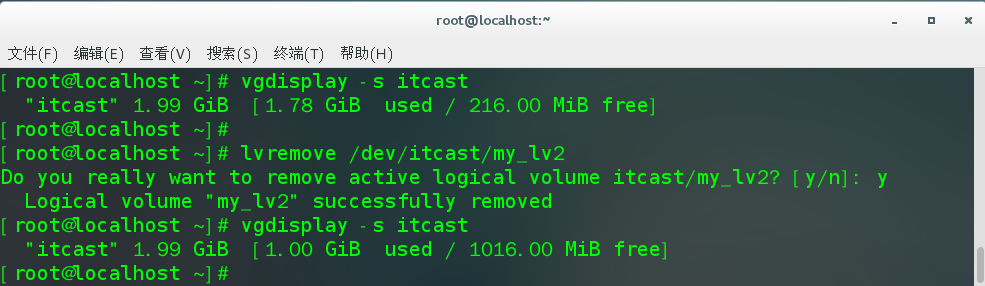 root@localhost:~
文件(F) 编辑(E) 查看(V) 搜索(S) 终端(T) 帮助(H)
[root@localhost ~]# vgdisplay -s itcast
"itcast" 1.99 GiB [1.78 GiB used / 216.00 MiB free]
[root@localhost ~]#
[root@localhost ~]# lvremove /dev/itcast/my_lv2
Do you really want to remove active logical volume itcast/my_lv2? [y/n]: y
Logical volume "my_lv2" successfully removed
[root@localhost ~]# vgdisplay -s itcast
"itcast" 1.99 GiB [1.00 GiB used / 1016.00 MiB free]
[root@localhost ~]#